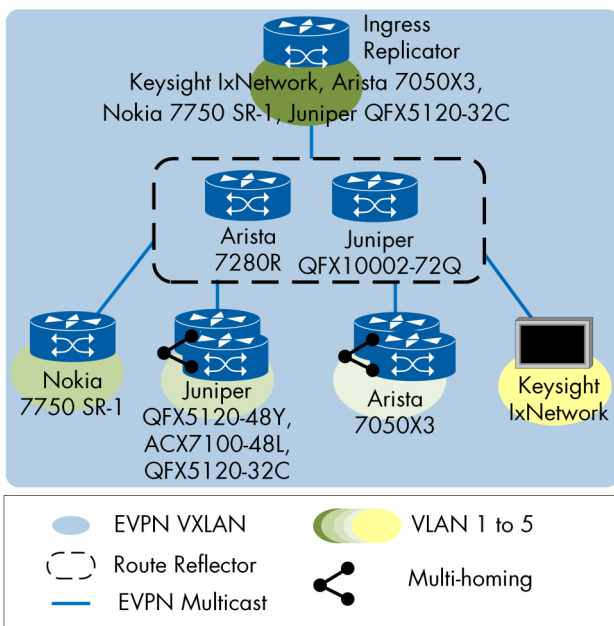 Ingress
Replicator
Keysight IxNetwork, Arista 7050X3,
Nokia 7750 SR-1, Juniper QFX5120-32C
Arista
7280R
Juniper
QFX10002-72Q
Nokia
7750 SR-1
Juniper
QFX5120-48Y,
ACX7100-48L,
QFX5120-32C
Arista
7050X3
Keysight
IxNetwork
EVPN VXLAN
VLAN 1 to 5
Route Reflector
Multi-homing
EVPN Multicast